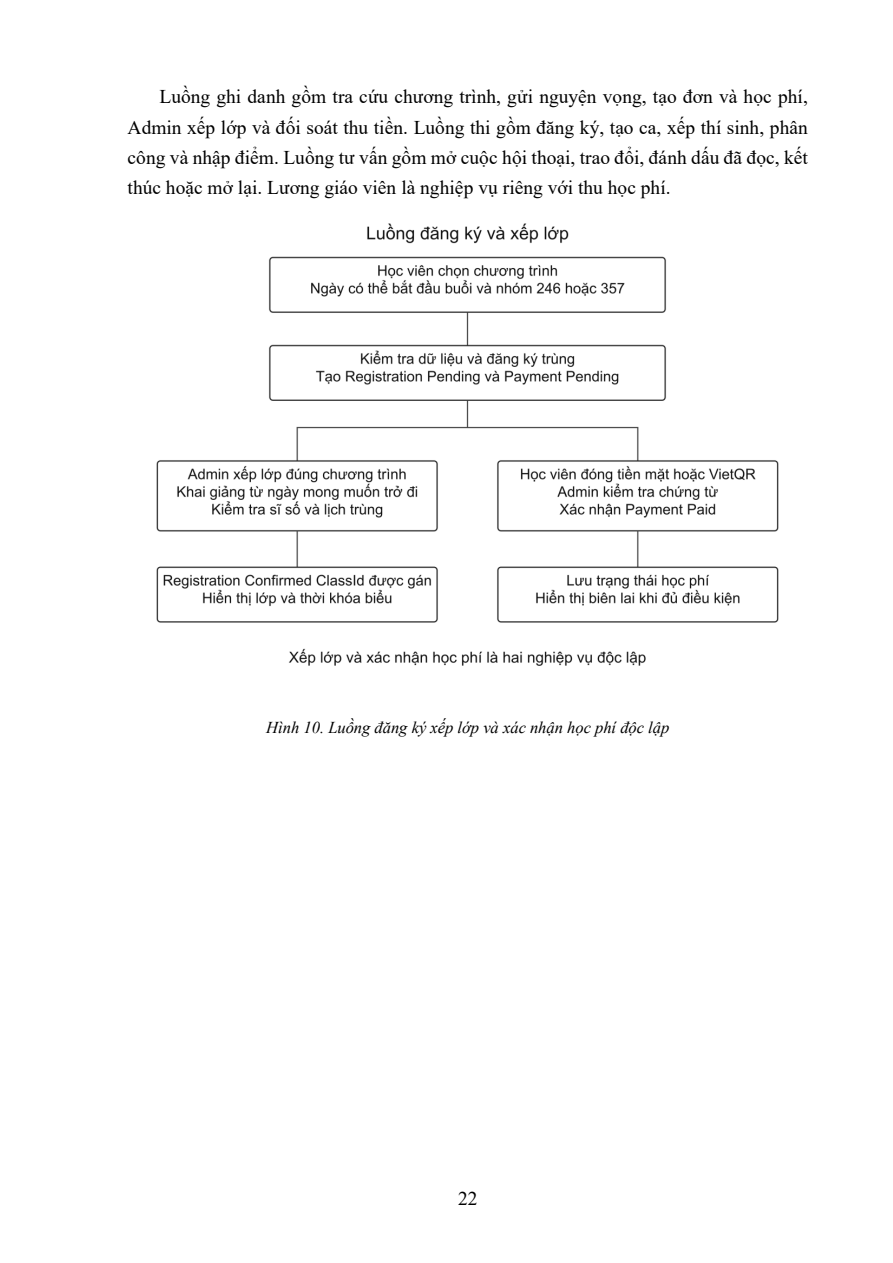 Luồng ghi danh gồm tra cứu chương trình, gửi nguyện vọng, tạo đơn và học phí,
Admin xếp lớp và đối soát thu tiền. Luồng thi gồm đăng ký, tạo ca, xếp thí sinh, phân
công và nhập điểm. Luồng tư vấn gồm mở cuộc hội thoại, trao đổi, đánh dấu đã đọc, kết
thúc hoặc mở lại. Lương giáo viên là nghiệp vụ riêng với thu học phí.
Luồng đăng ký và xếp lớp
Học viên chọn chương trình
Ngày có thể bắt đầu buổi và nhóm 246 hoặc 357
Kiểm tra dữ liệu và đăng ký trùng
Tạo Registration Pending và Payment Pending
Admin xếp lớp đúng chương trình
Khai giảng từ ngày mong muốn trở đi
Kiểm tra sĩ số và lịch trùng
Học viên đóng tiền mặt hoặc VietQR
Admin kiểm tra chứng từ
Xác nhận Payment Paid
Registration Confirmed ClassId được gán
Hiển thị lớp và thời khóa biểu
Lưu trạng thái học phí
Hiển thị biên lai khi đủ điều kiện
Xếp lớp và xác nhận học phí là hai nghiệp vụ độc lập
Hình 10. Luồng đăng ký xếp lớp và xác nhận học phí độc lập
22